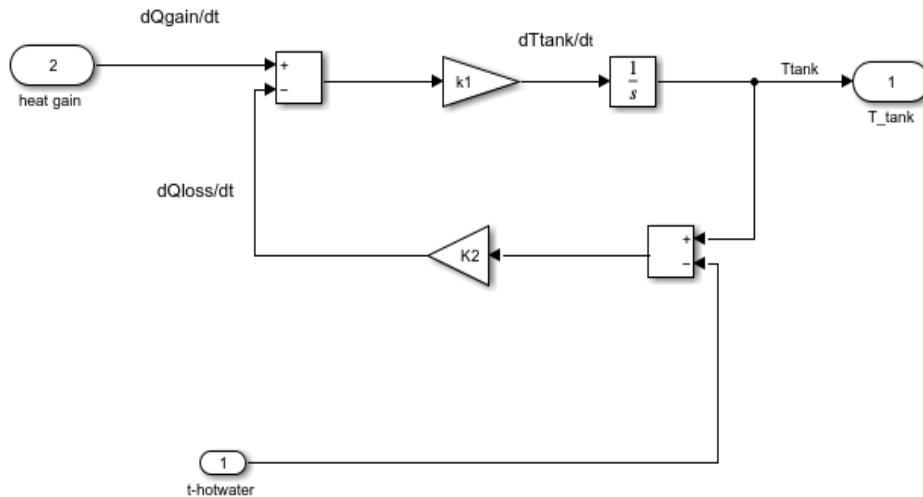 dQgain/dt
2
heat gain
+
−
k1
dTtank/dt
1
s
Ttank
1
T_tank
dQloss/dt
K2
+
−
1
t-hotwater